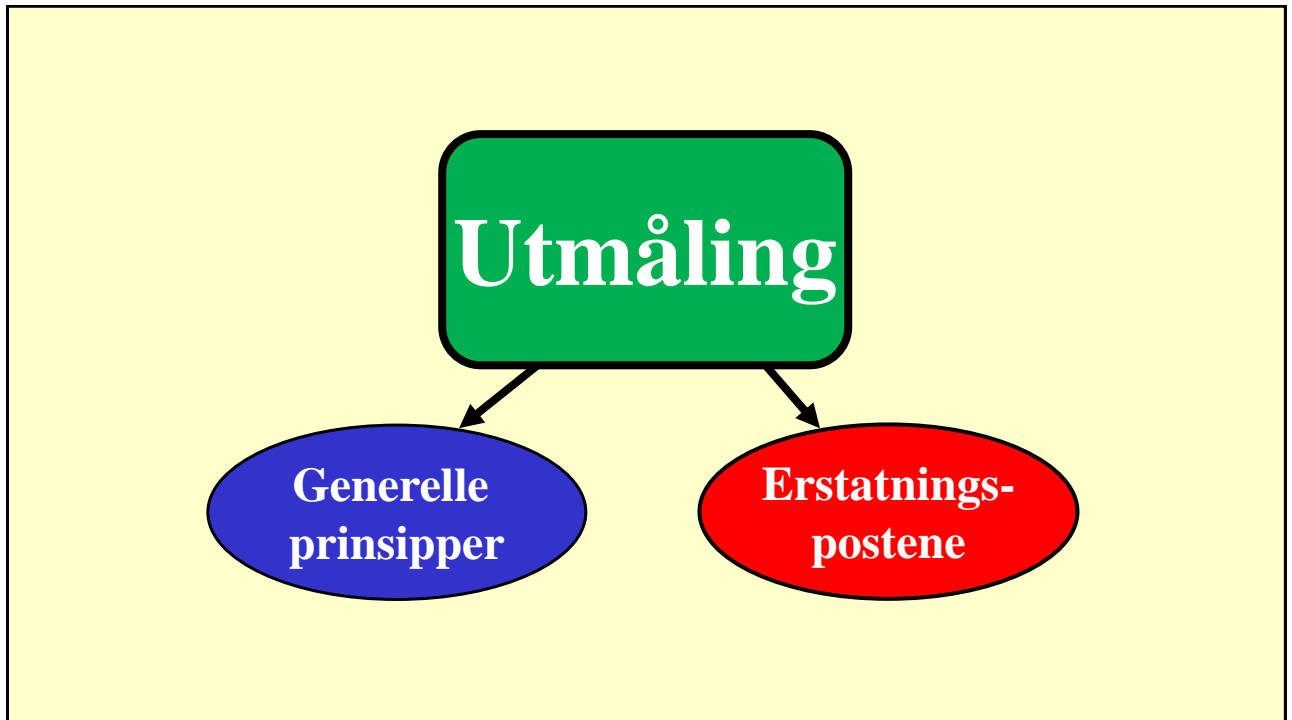 Utmåling
Generelle
prinsipper
Erstatnings-
postene